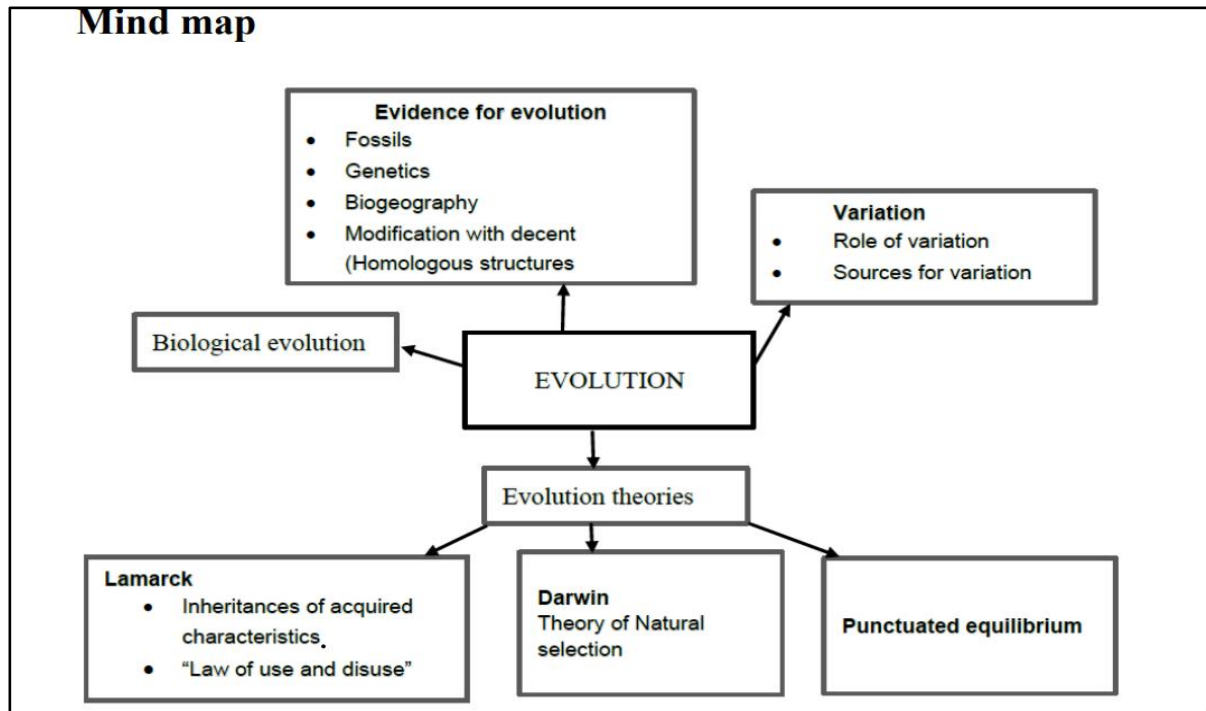 Mind map
Evidence for evolution
• Fossils
• Genetics
• Biogeography
• Modification with decent
(Homologous structures
Variation
• Role of variation
• Sources for variation
Biological evolution
EVOLUTION
Evolution theories
Lamarck
• Inheritances of acquired
characteristics.
• “Law of use and disuse”
Darwin
Theory of Natural
selection
Punctuated equilibrium